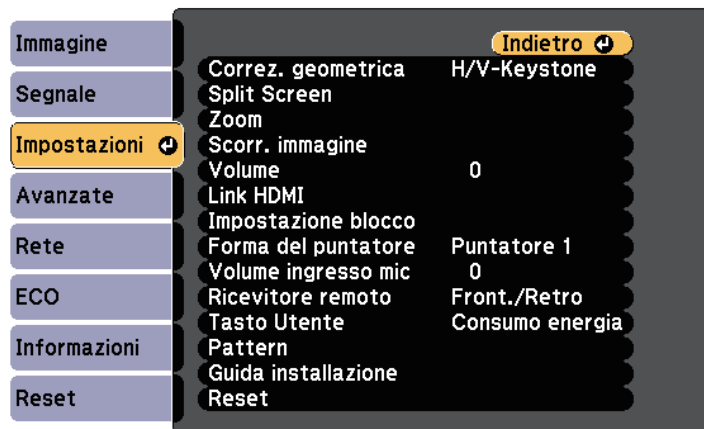 Immagine
Segnale
Impostazioni
Avanzate
Rete
ECO
Informazioni
Reset
Indietro
Correz. geometrica H/V-Keystone
Split Screen
Zoom
Scorr. immagine
Volume 0
Link HDMI
Impostazione blocco
Forma del puntatore Puntatore 1
Volume ingresso mic 0
Ricevitore remoto Front./Retro
Tasto Utente Consumo energia
Pattern
Guida installazione
Reset